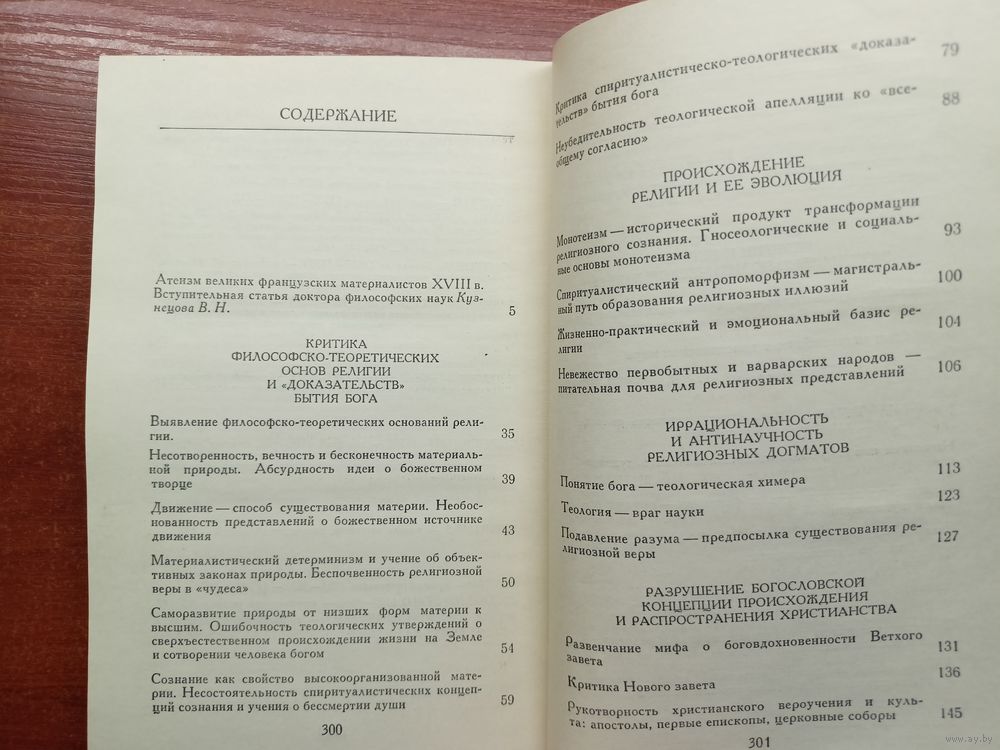 СОДЕРЖАНИЕ
Атеизм великих французских материалистов XVIII в.
Вступительная статья доктора философских наук Куз-
нецова В. Н. 5
КРИТИКА
ФИЛОСОФСКО-ТЕОРЕТИЧЕСКИХ
ОСНОВ РЕЛИГИИ
И «ДОКАЗАТЕЛЬСТВ»
БЫТИЯ БОГА
Выявление философско-теоретических оснований рели-
гии. 35
Несотворенность, вечность и бесконечность материаль-
ной природы. Абсурдность идеи о божественном
творце 39
Движение — способ существования материи. Необос-
нованность представлений о божественном источнике
движения 43
Материалистический детерминизм и учение об объек-
тивных законах природы. Беспочвенность религиозной
веры в «чудеса» 50
Саморазвитие природы от низших форм материи к
высшим. Ошибочность теологических утверждений о
сверхъестественном происхождении жизни на Земле
и сотворении человека богом 54
Сознание как свойство высокоорганизованной мате-
рии. Несостоятельность спиритуалистических концеп-
ций сознания и учения о бессмертии души 59
300
Критика спиритуалистическо-теологических «доказа-
тельств» бытия бога 79
Неубедительность теологической апелляции ко «все-
общему согласию» 88
ПРОИСХОЖДЕНИЕ
РЕЛИГИИ И ЕЕ ЭВОЛЮЦИЯ
Монотеизм — исторический продукт трансформации
религиозного сознания. Гносеологические и социаль-
ные основы монотеизма 93
Спиритуалистический антропоморфизм — магистраль-
ный путь образования религиозных иллюзий 100
Жизненно-практический и эмоциональный базис ре-
лигии 104
Невежество первобытных и варварских народов —
питательная почва для религиозных представлений 106
ИРРАЦИОНАЛЬНОСТЬ
И АНТИНАУЧНОСТЬ
РЕЛИГИОЗНЫХ ДОГМАТОВ
Понятие бога — теологическая химера 113
Теология — враг науки 123
Подавление разума — предпосылка существования ре-
лигиозной веры 127
РАЗРУШЕНИЕ БОГОСЛОВСКОЙ
КОНЦЕПЦИИ ПРОИСХОЖДЕНИЯ
И РАСПРОСТРАНЕНИЯ ХРИСТИАНСТВА
Развенчание мифа о боговдохновенности Ветхого
завета 131
Критика Нового завета 136
Рукотворность христианского вероучения и куль-
та: апостолы, первые епископы, церковные соборы 145
301
www.ay.by